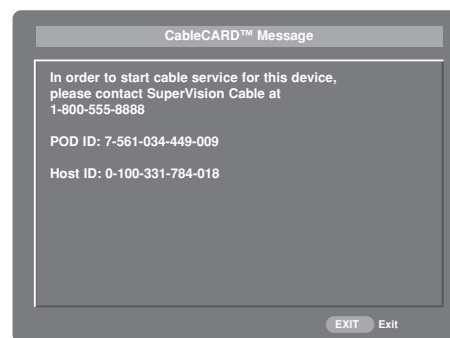 CableCARD™ Message
In order to start cable service for this device,
please contact SuperVision Cable at
1-800-555-8888
POD ID: 7-561-034-449-009
Host ID: 0-100-331-784-018
EXIT Exit